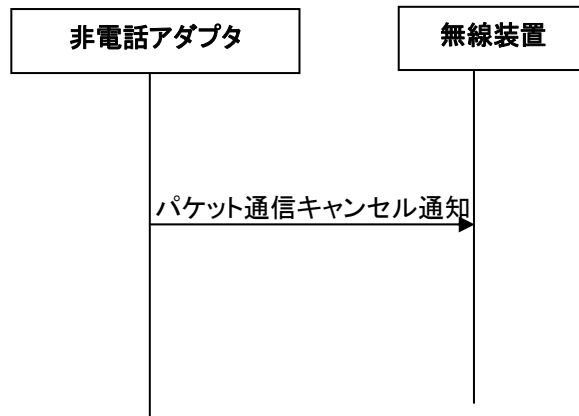 非電話アダプタ
無線装置
パケット通信キャンセル通知